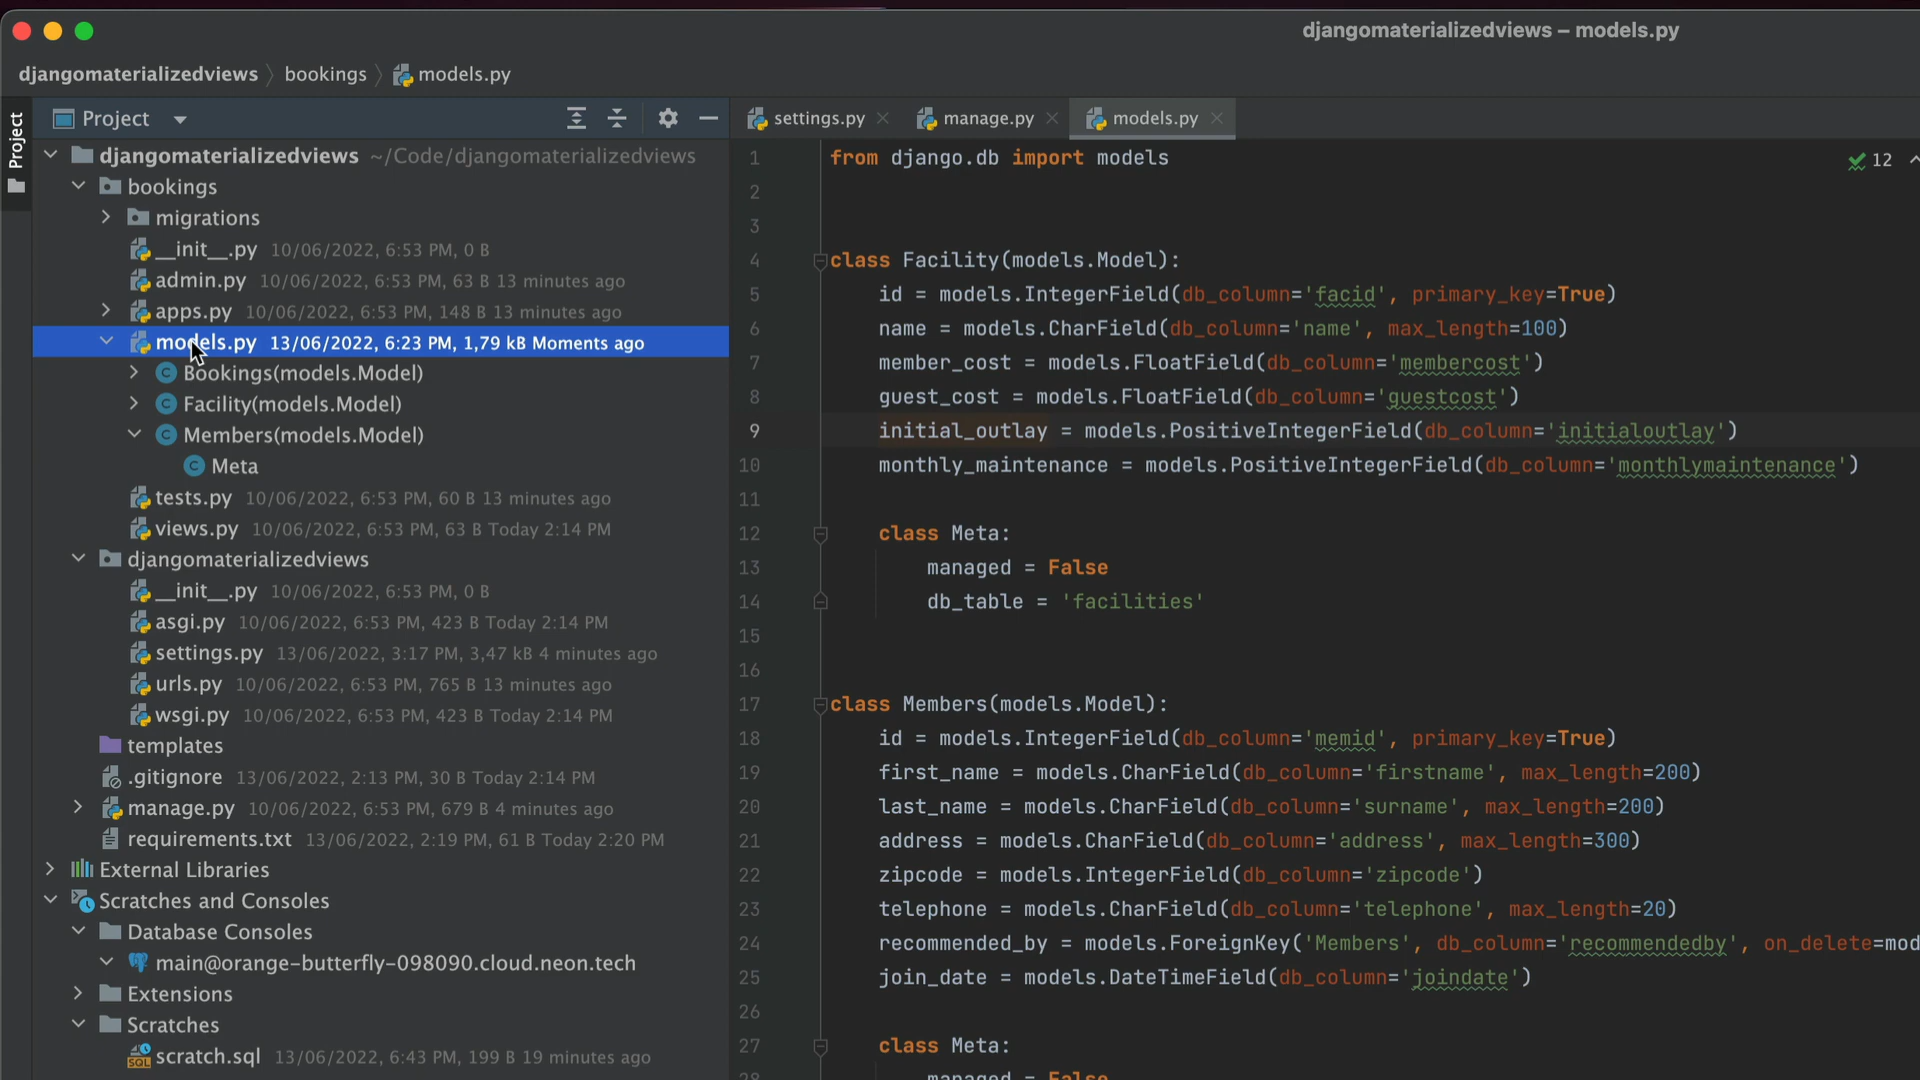 djangomaterializedviews – models.py
djangomaterializedviews bookings models.py
Project
Project
settings.py manage.py models.py
djangomaterializedviews ~/Code/djangomaterializedviews
bookings
migrations
__init__.py 10/06/2022, 6:53 PM, 0 B
admin.py 10/06/2022, 6:53 PM, 63 B 13 minutes ago
apps.py 10/06/2022, 6:53 PM, 148 B 13 minutes ago
models.py 13/06/2022, 6:23 PM, 1,79 kB Moments ago
Bookings(models.Model)
Facility(models.Model)
Members(models.Model)
Meta
tests.py 10/06/2022, 6:53 PM, 60 B 13 minutes ago
views.py 10/06/2022, 6:53 PM, 63 B Today 2:14 PM
djangomaterializedviews
__init__.py 10/06/2022, 6:53 PM, 0 B
asgi.py 10/06/2022, 6:53 PM, 423 B Today 2:14 PM
settings.py 13/06/2022, 3:17 PM, 3,47 kB 4 minutes ago
urls.py 10/06/2022, 6:53 PM, 765 B 13 minutes ago
wsgi.py 10/06/2022, 6:53 PM, 423 B Today 2:14 PM
templates
.gitignore 13/06/2022, 2:13 PM, 30 B Today 2:14 PM
manage.py 10/06/2022, 6:53 PM, 679 B 4 minutes ago
requirements.txt 13/06/2022, 2:19 PM, 61 B Today 2:20 PM
External Libraries
Scratches and Consoles
Database Consoles
main@orange-butterfly-098090.cloud.neon.tech
Extensions
Scratches
scratch.sql 13/06/2022, 6:43 PM, 199 B 19 minutes ago
12
1 from django.db import models
2
3
4 class Facility(models.Model):
5 id = models.IntegerField(db_column='facid', primary_key=True)
6 name = models.CharField(db_column='name', max_length=100)
7 member_cost = models.FloatField(db_column='membercost')
8 guest_cost = models.FloatField(db_column='guestcost')
9 initial_outlay = models.PositiveIntegerField(db_column='initialoutlay')
10 monthly_maintenance = models.PositiveIntegerField(db_column='monthlymaintenance')
11
12 class Meta:
13 managed = False
14 db_table = 'facilities'
15
16
17 class Members(models.Model):
18 id = models.IntegerField(db_column='memid', primary_key=True)
19 first_name = models.CharField(db_column='firstname', max_length=200)
20 last_name = models.CharField(db_column='surname', max_length=200)
21 address = models.CharField(db_column='address', max_length=300)
22 zipcode = models.IntegerField(db_column='zipcode')
23 telephone = models.CharField(db_column='telephone', max_length=20)
24 recommended_by = models.ForeignKey('Members', db_column='recommendedby', on_delete=mod
25 join_date = models.DateTimeField(db_column='joindate')
26
27 class Meta:
28 managed = False